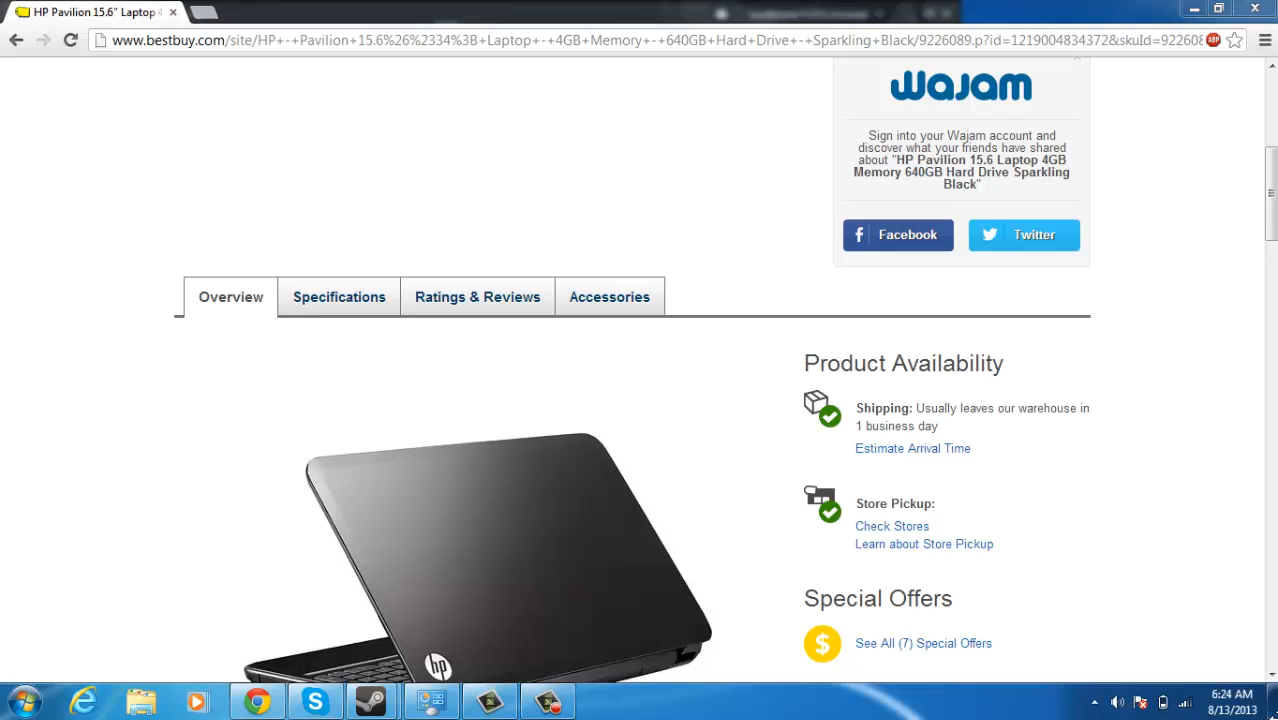 HP Pavilion 15.6" Laptop 4
www.bestbuy.com/site/HP+-+Pavilion+15.6%26%2334%3B+Laptop+-+4GB+Memory+-+640GB+Hard+Drive+-+Sparkling+Black/9226089.p?id=1219004834372&skuId=922608
ABP
wajam
Sign into your Wajam account and
discover what your friends have shared
about "HP Pavilion 15.6 Laptop 4GB
Memory 640GB Hard Drive Sparkling
Black"
Facebook
Twitter
Overview
Specifications
Ratings & Reviews
Accessories
Product Availability
Shipping: Usually leaves our warehouse in
1 business day
Estimate Arrival Time
Store Pickup:
Check Stores
Learn about Store Pickup
Special Offers
$
See All (7) Special Offers
hp
6:24 AM
8/13/2013